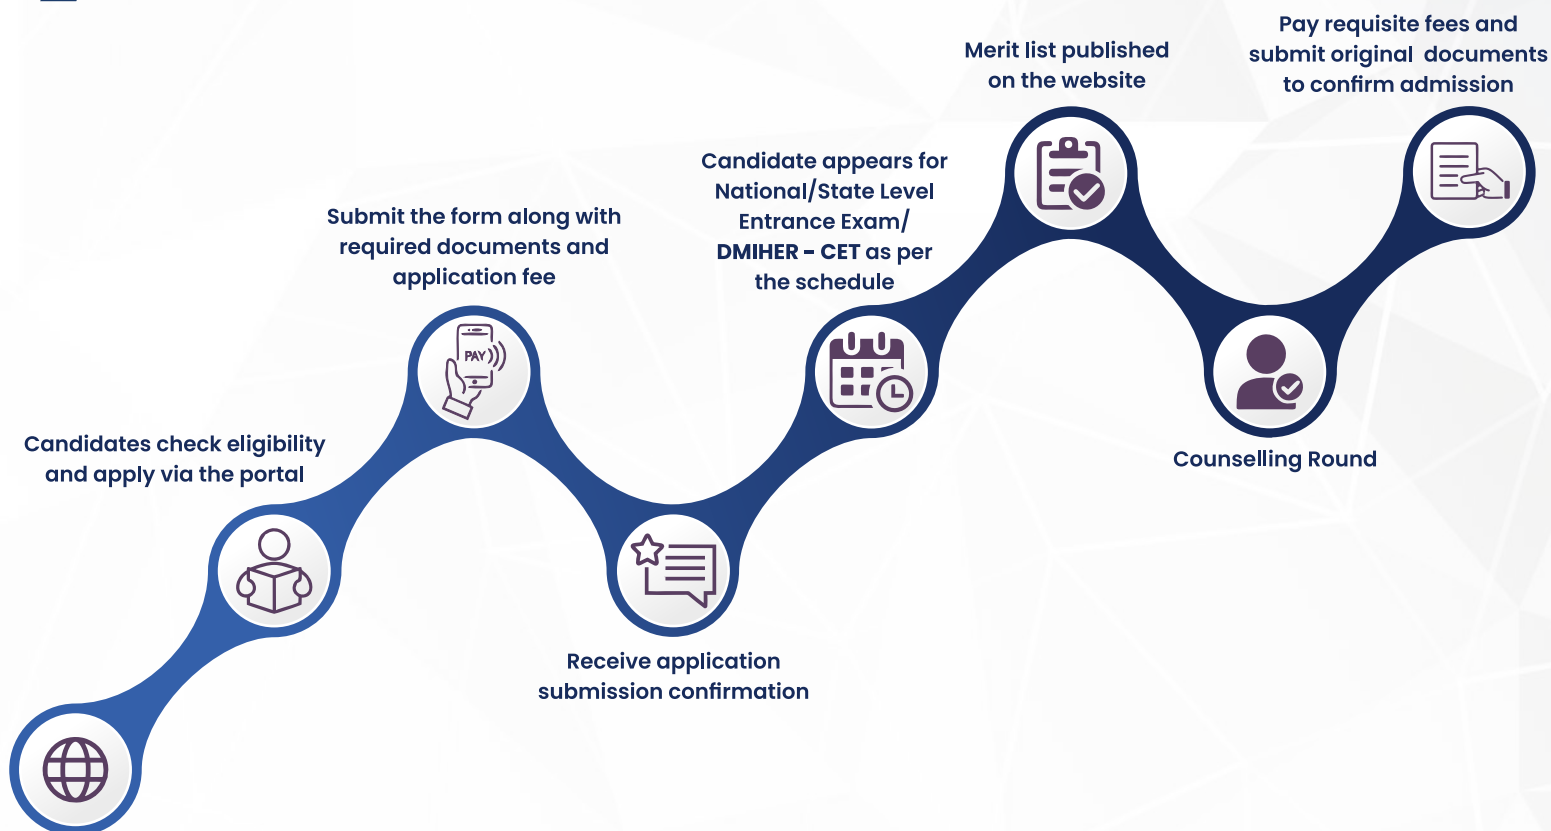 Candidates check eligibility
and apply via the portal
Submit the form along with
required documents and
application fee
PAY
Receive application
submission confirmation
Candidate appears for
National/State Level
Entrance Exam/
DMIHER - CET as per
the schedule
Merit list published
on the website
Counselling Round
Pay requisite fees and
submit original documents
to confirm admission